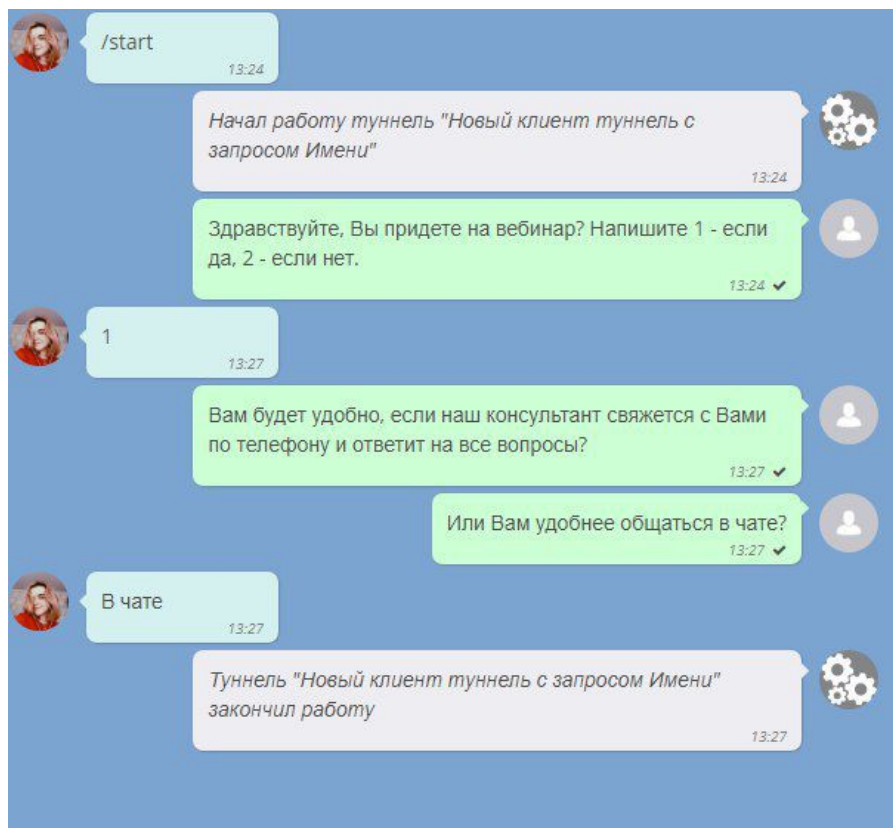 /start
13:24
Начал работу туннель "Новый клиент туннель с
запросом Имени"
13:24
Здравствуйте, Вы придете на вебинар? Напишите 1 - если
да, 2 - если нет.
13:24
1
13:27
Вам будет удобно, если наш консультант свяжется с Вами
по телефону и ответит на все вопросы?
13:27
Или Вам удобнее общаться в чате?
13:27
В чате
13:27
Туннель "Новый клиент туннель с запросом Имени"
закончил работу
13:27